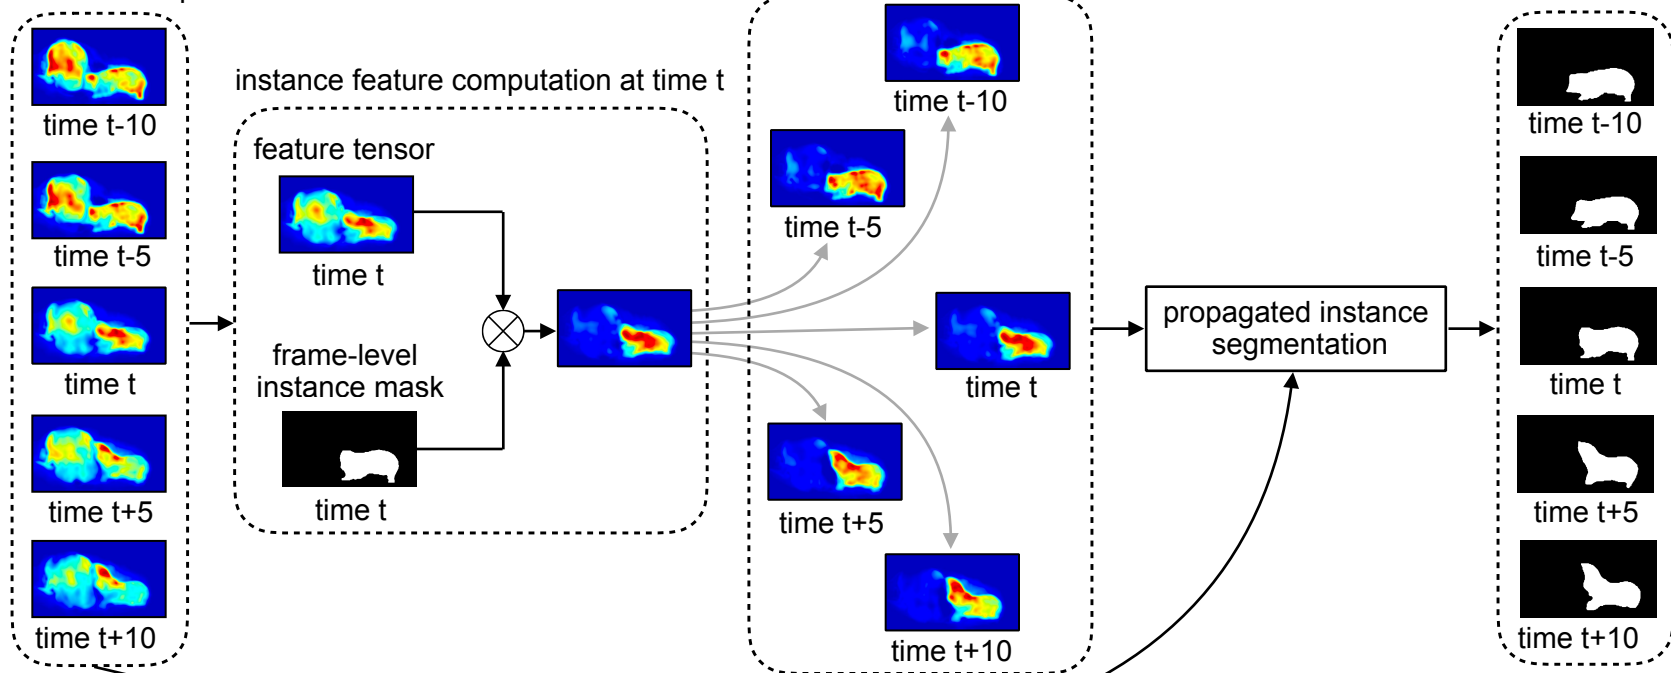 time t-10
time t-5
time t
time t+5
time t+10
instance feature computation at time t
feature tensor
time t
frame-level
instance mask
time t
time t-10
time t-5
time t
time t+5
time t+10
propagated instance
segmentation
time t-10
time t-5
time t
time t+5
time t+10